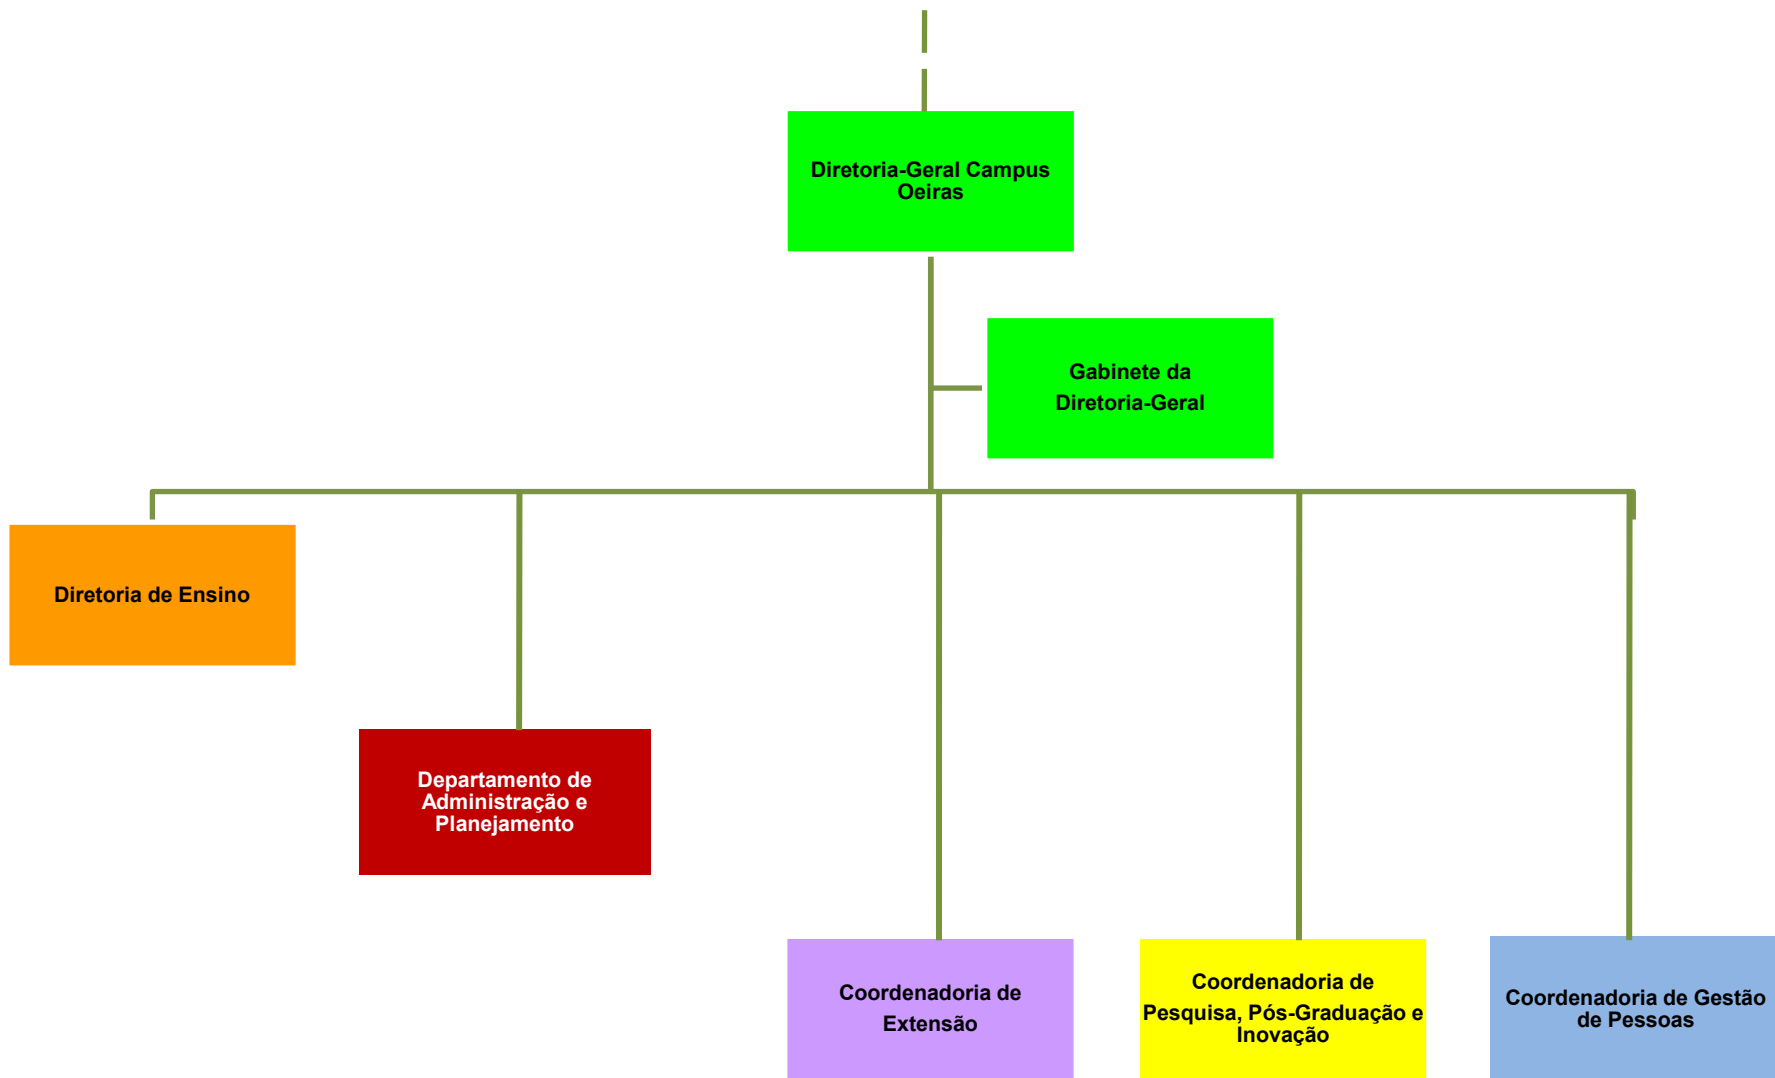 Diretoria-Geral Campus
Oeiras
Gabinete da
Diretoria-Geral
Diretoria de Ensino
Departamento de
Administração e
Planejamento
Coordenadoria de
Extensão
Coordenadoria de
Pesquisa, Pós-Graduação e
Inovação
Coordenadoria de Gestão
de Pessoas